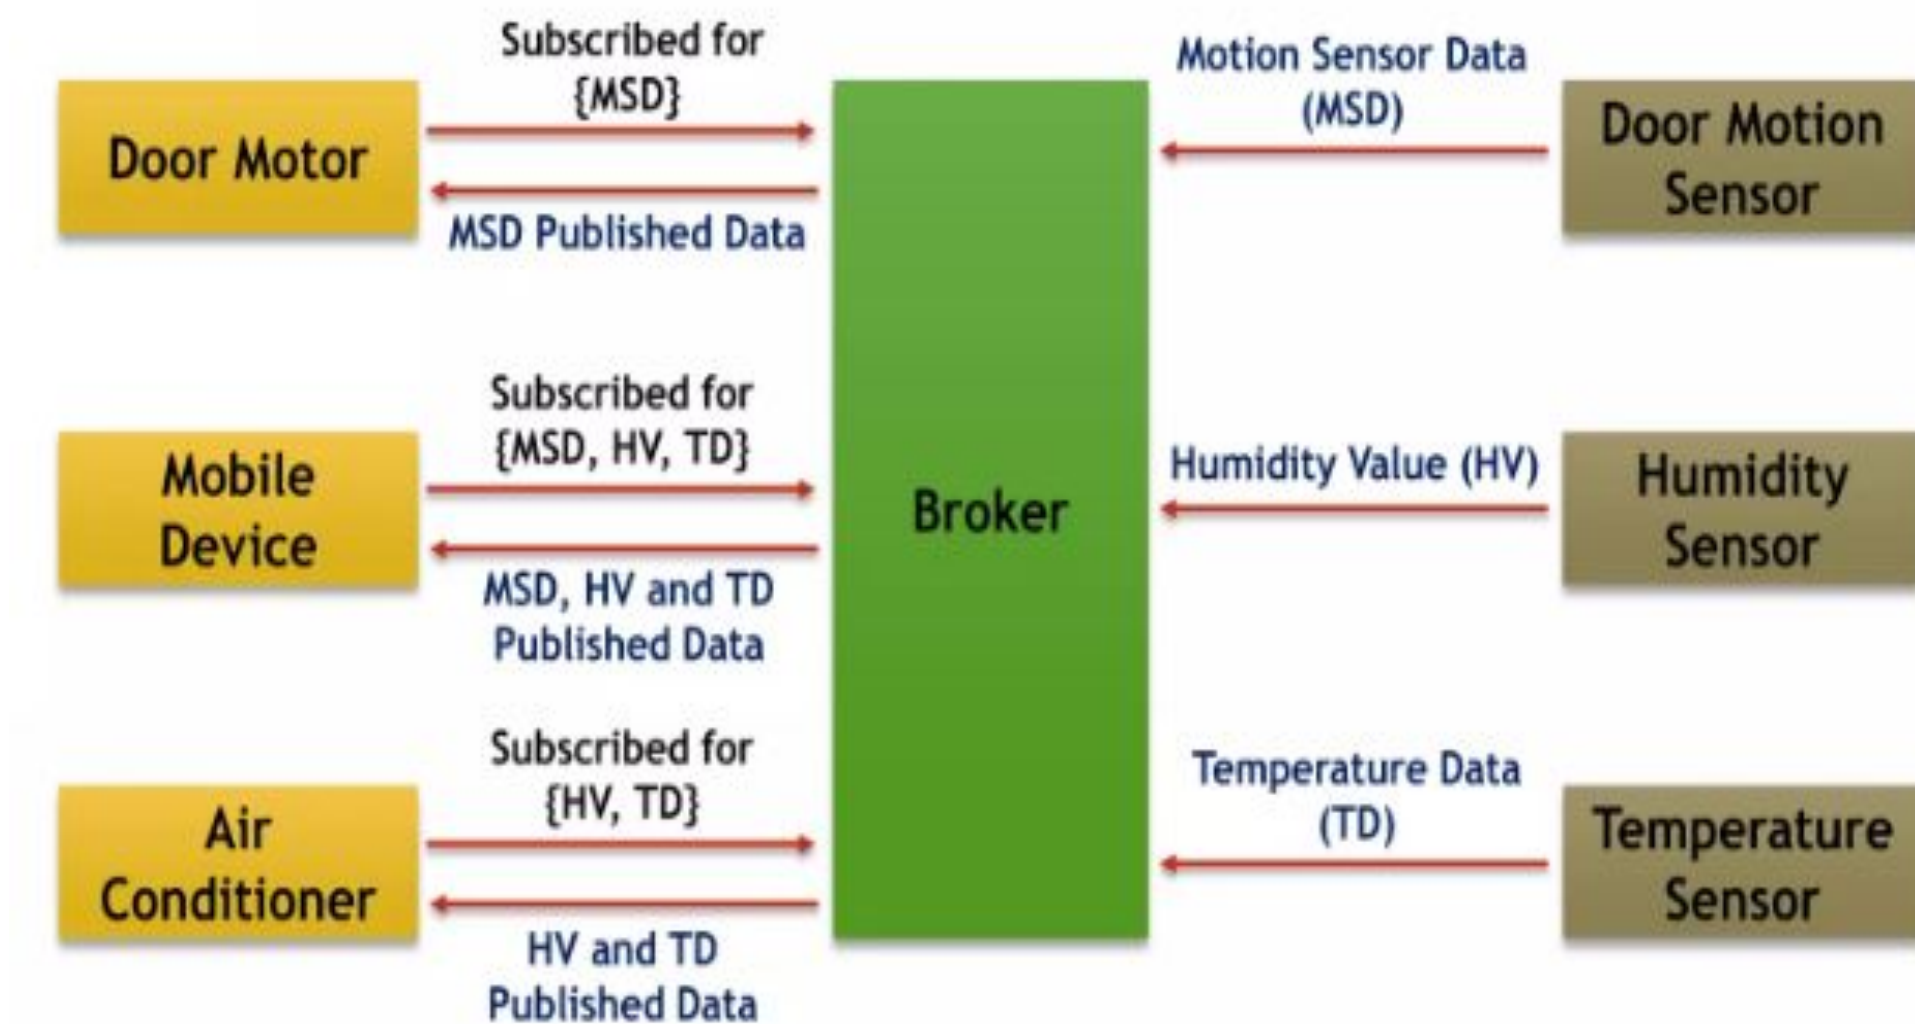 Subscribed for
{MSD}
Motion Sensor Data
(MSD)
Door Motor
Door Motion
Sensor
MSD Published Data
Subscribed for
{MSD, HV, TD}
Mobile
Device
Broker
Humidity Value (HV)
Humidity
Sensor
MSD, HV and TD
Published Data
Subscribed for
{HV, TD}
Temperature Data
(TD)
Air
Conditioner
Temperature
Sensor
HV and TD
Published Data